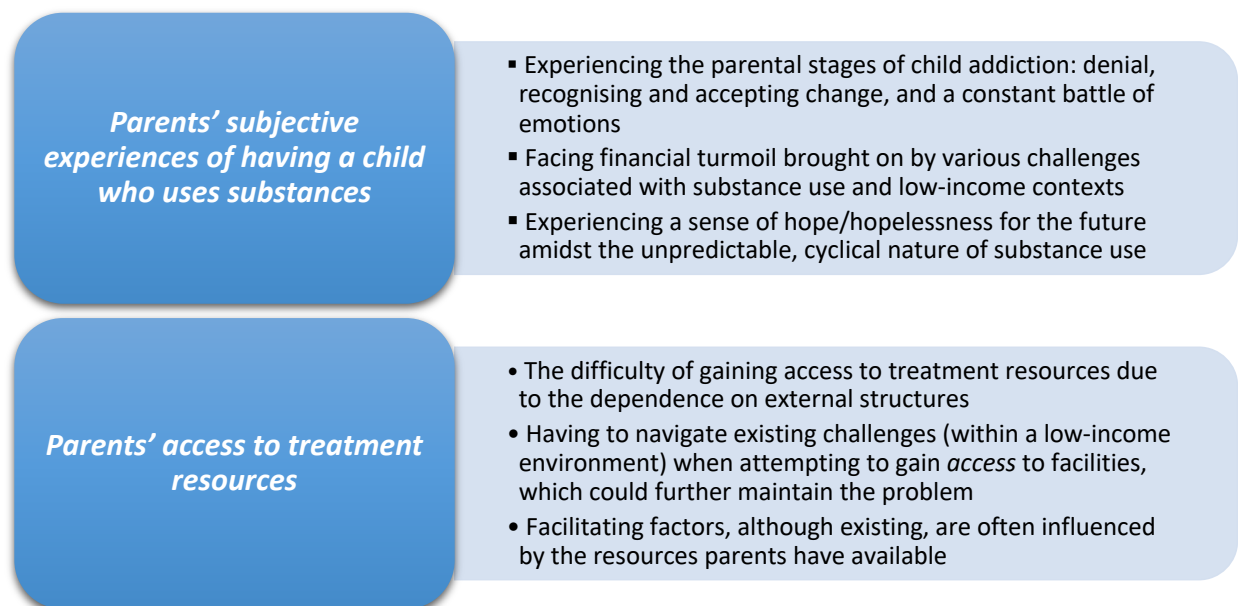 Parents’ subjective
experiences of having a child
who uses substances
▪ Experiencing the parental stages of child addiction: denial,
recognising and accepting change, and a constant battle of
emotions
▪ Facing financial turmoil brought on by various challenges
associated with substance use and low-income contexts
▪ Experiencing a sense of hope/hopelessness for the future
amidst the unpredictable, cyclical nature of substance use
Parents’ access to treatment
resources
• The difficulty of gaining access to treatment resources due
to the dependence on external structures
• Having to navigate existing challenges (within a low-income
environment) when attempting to gain access to facilities,
which could further maintain the problem
• Facilitating factors, although existing, are often influenced
by the resources parents have available